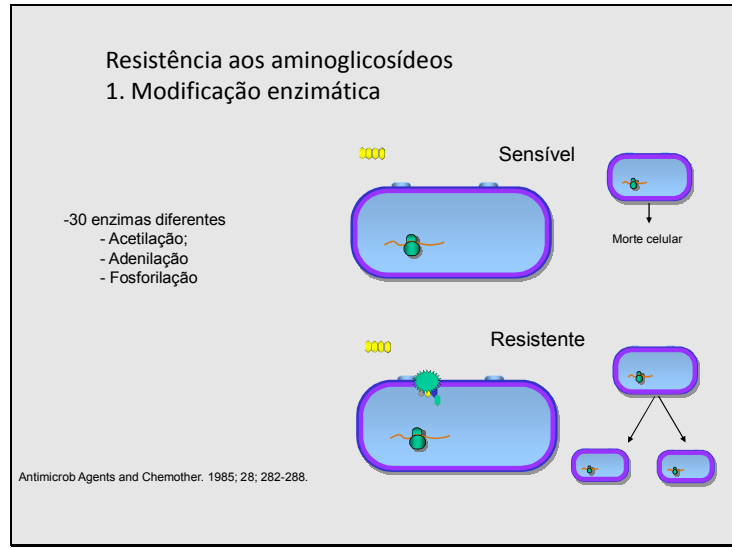 Resistência aos aminoglicosídeos
1. Modificação enzimática
Sensível
-30 enzimas diferentes
- Acetilação;
- Adenilação
- Fosforilação
Morte celular
Resistente
Antimicrob Agents and Chemother. 1985; 28; 282-288.